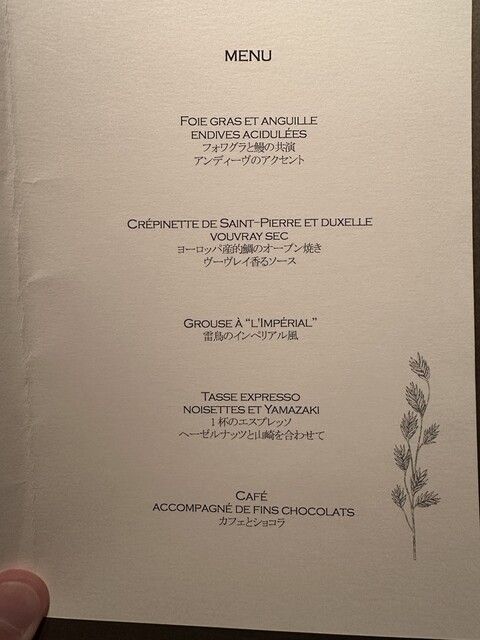 MENU
FOIE GRAS ET ANGUILLE
ENDIVES ACIDULÉES
フォワグラと鰻の共演
アンディーヴのアクセント
CRÉPINETTE DE SAINT-PIERRE ET DUXELLE
VOUVRAY SEC
ヨーロッパ産的鯛のオーブン焼き
ヴーヴレイ香るソース
GROUSE À “L'IMPÉRIAL”
雷鳥のインペリアル風
TASSE EXPRESSO
NOISETTES ET YAMAZAKI
1杯のエスプレッソ
ヘーゼルナッツと山崎を合わせて
CAFÉ
ACCOMPAGNÉ DE FINS CHOCOLATS
カフェとショコラ